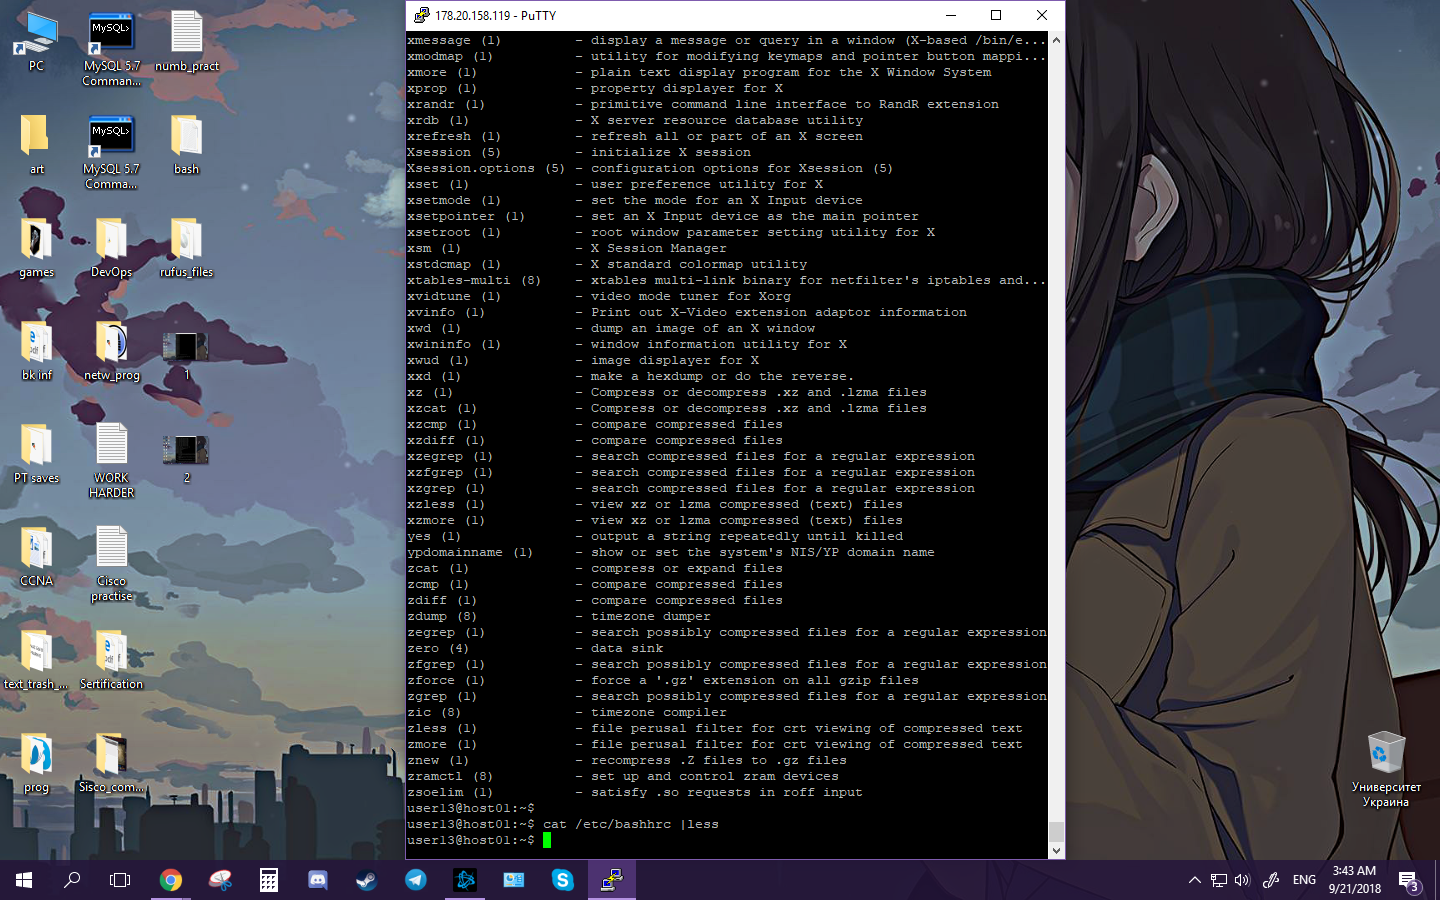 178.20.158.119 - PuTTY
xmessage (1)         - display a message or query in a window (X-based /bin/e...
xmodmap (1)          - utility for modifying keymaps and pointer button mappi...
xmore (1)            - plain text display program for the X Window System
xprop (1)            - property displayer for X
xrandr (1)           - primitive command line interface to RandR extension
xrdb (1)             - X server resource database utility
xrefresh (1)         - refresh all or part of an X screen
Xsession (5)         - initialize X session
Xsession.options (5) - configuration options for Xsession (5)
xset (1)             - user preference utility for X
xsetmode (1)         - set the mode for an X Input device
xsetpointer (1)      - set an X Input device as the main pointer
xsetroot (1)         - root window parameter setting utility for X
xsm (1)              - X Session Manager
xstdcmap (1)         - X standard colormap utility
xtables-multi (8)    - xtables multi-link binary for netfilter's iptables and...
xvidtune (1)         - video mode tuner for Xorg
xvinfo (1)           - Print out X-Video extension adaptor information
xwd (1)              - dump an image of an X window
xwininfo (1)         - window information utility for X
xwud (1)             - image displayer for X
xxd (1)              - make a hexdump or do the reverse.
xz (1)               - Compress or decompress .xz and .lzma files
xzcat (1)            - Compress or decompress .xz and .lzma files
xzcmp (1)            - compare compressed files
xzdiff (1)           - compare compressed files
xzegrep (1)          - search compressed files for a regular expression
xzfgrep (1)          - search compressed files for a regular expression
xzgrep (1)           - search compressed files for a regular expression
xzless (1)           - view xz or lzma compressed (text) files
xzmore (1)           - view xz or lzma compressed (text) files
yes (1)              - output a string repeatedly until killed
ypdomainname (1)     - show or set the system's NIS/YP domain name
zcat (1)             - compress or expand files
zcmp (1)             - compare compressed files
zdiff (1)            - compare compressed files
zdump (8)            - timezone dumper
zegrep (1)           - search possibly compressed files for a regular expression
zero (4)             - data sink
zfgrep (1)           - search possibly compressed files for a regular expression
zforce (1)           - force a '.gz' extension on all gzip files
zgrep (1)            - search possibly compressed files for a regular expression
zic (8)              - timezone compiler
zless (1)            - file perusal filter for crt viewing of compressed text
zmore (1)            - file perusal filter for crt viewing of compressed text
znew (1)             - recompress .Z files to .gz files
zramctl (8)          - set up and control zram devices
zsoelim (1)          - satisfy .so requests in roff input
user13@host01:~$
user13@host01:~$ cat /etc/bashhrc |less
user13@host01:~$
PC
MySQL>
MySQL 5.7
Comman...
numb_pract
art
MySQL>
MySQL 5.7
Comma...
bash
games
DevOps
rufus_files
bk inf
netw_prog
1
PT saves
WORK
HARDER
2
CCNA
Cisco
practise
text_trash_...
Sertification
prog
Sisco_com...
Университет
Украина
ENG
3:43 AM
9/21/2018
3